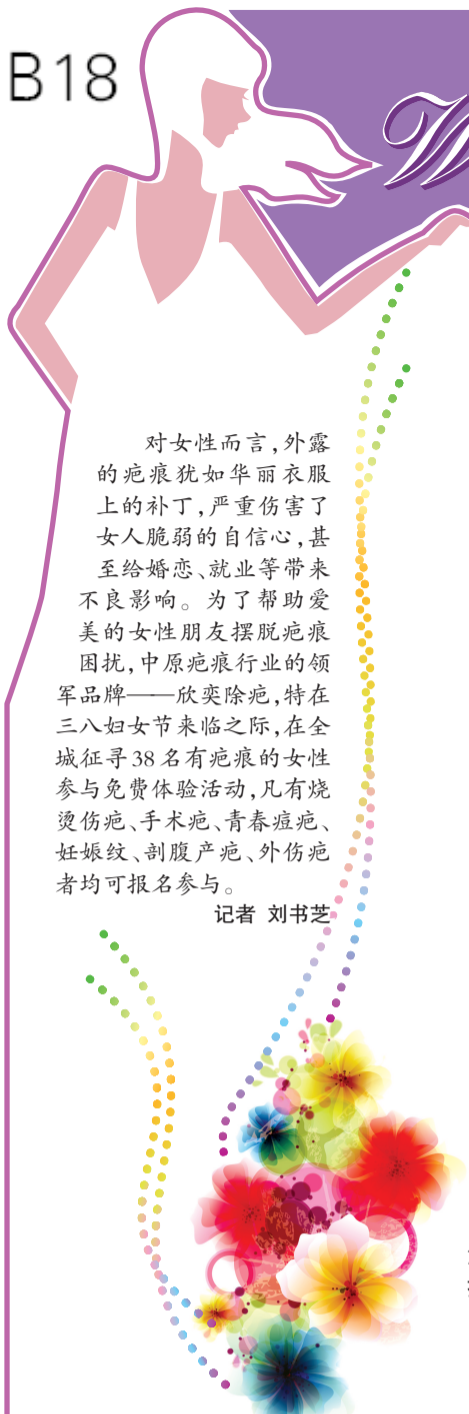 B18
W
对女性而言,外露
的疤痕犹如华丽衣服
上的补丁,严重伤害了
女人脆弱的自信心,甚
至给婚恋、就业等带来
不良影响。为了帮助爱
美的女性朋友摆脱疤痕
困扰,中原疤痕行业的领
军品牌——欣奕除疤,特在
三八妇女节来临之际,在全
城征寻38名有疤痕的女性
参与免费体验活动,凡有烧
烫伤疤、手术疤、青春痘疤、
妊娠纹、剖腹产疤、外伤疤
者均可报名参与。
记者 刘书芝